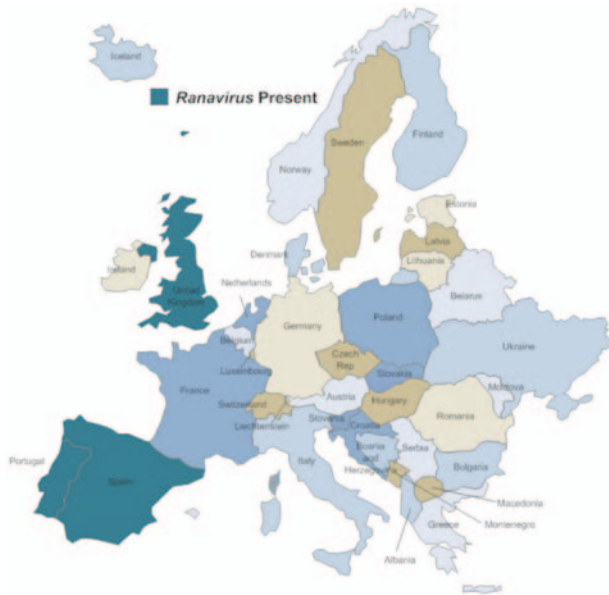 Iceland
Ranavirus Present
Sweden
Finland
Norway
Estonia
Latvia
Lithuania
Denmark
Ireland
United
Kingdom
Netherlands
Belarus
Belgium
Germany
Poland
Ukraine
Luxembourg
Czech
Rep
Slovakia
France
Austria
Moldova
Switzerland
Hungary
Romania
Liechtenstein
Slovenia
Croatia
Bosnia
and
Herzegovina
Serbia
Portugal
Spain
Italy
Bulgaria
Macedonia
Montenegro
Greece
Albania